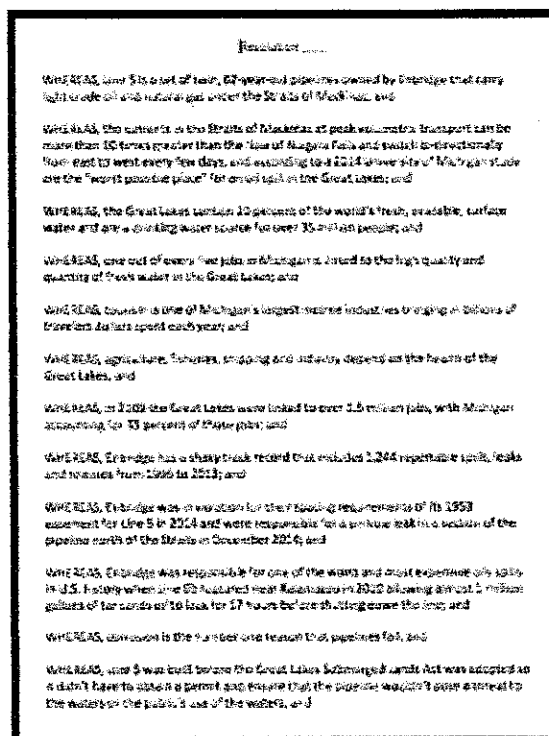 Resolution ____
WHEREAS, Line 5 is a set of twin, 62-year-old pipelines owned by Enbridge that carry
light crude oil and natural gas under the Straits of Mackinac; and
WHEREAS, the currents in the Straits of Mackinac at peak volumetric transport can be
more than 10 times greater than the flow of Niagara Falls and switch bi-directionally
from east to west every few days, and according to a 2014 University of Michigan study
are the "worst possible place" for an oil spill in the Great Lakes; and
WHEREAS, the Great Lakes contain 20 percent of the world's fresh, available, surface
water and are a drinking water source for over 35 million people; and
WHEREAS, one out of every five jobs in Michigan is linked to the high quality and
quantity of fresh water in the Great Lakes; and
WHEREAS, tourism is one of Michigan's largest income industries bringing in billions of
travelers dollars spent each year; and
WHEREAS, agriculture, fisheries, shipping and industry depend on the health of the
Great Lakes, and
WHEREAS, in 2009 the Great Lakes were linked to over 1.5 million jobs, with Michigan
accounting for 35 percent of those jobs; and
WHEREAS, Enbridge has a track record that includes 1,244 reportable spills, leaks
and releases from 1996 to 2013; and
WHEREAS, Enbridge was in violation for the spacing requirements of its 1953
easement for Line 5 in 2014 and were responsible for a pinhole leak in a section of the
pipeline north of the Straits in December 2014; and
WHEREAS, Enbridge was responsible for one of the worst and most expensive oil spills
in U.S. history when Line 6B ruptured near Kalamazoo in 2010 allowing almost 1 million
gallons of tar sands oil to leak for 17 hours before shutting down the line; and
WHEREAS, corrosion is the number one reason that pipelines fail, and
WHEREAS, Line 5 was built before the Great Lakes Submerged Lands Act was adopted so
it didn't have to obtain a permit and ensure that the pipeline wouldn't pose a threat to
the waters or the public's use of the waters, and